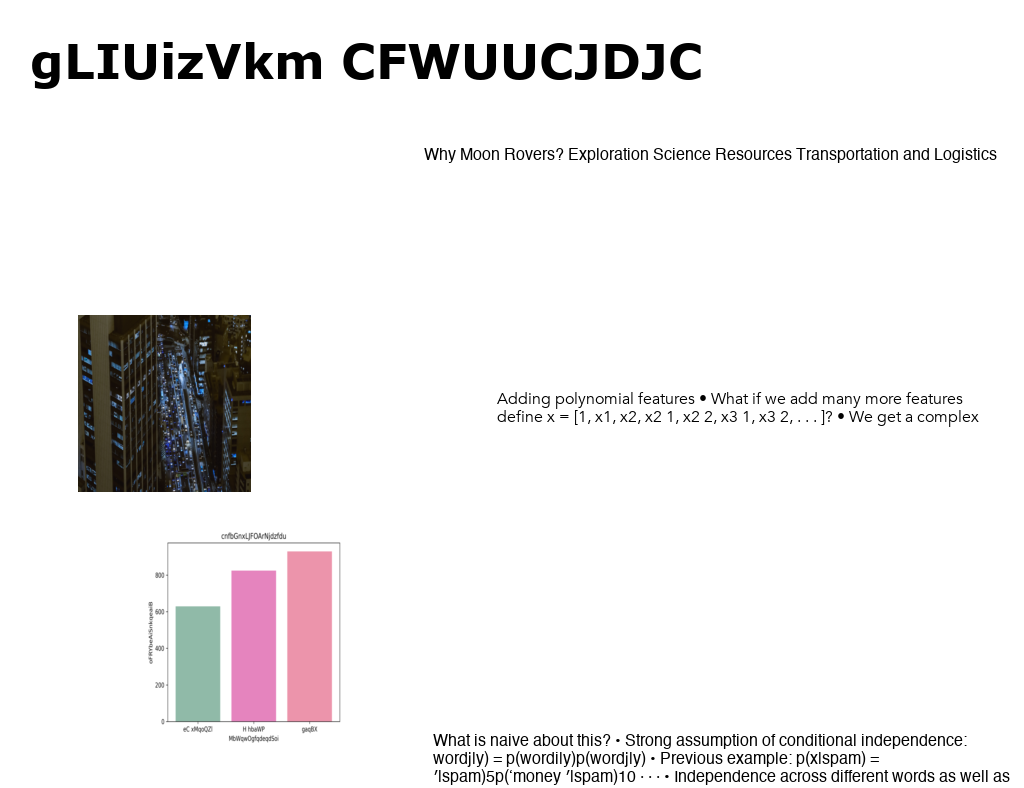 gLIUizVkm CFWUUCJDJC
Why Moon Rovers? Exploration Science Resources Transportation and Logistics
Adding polynomial features • What if we add many more features
define x = [1, x1, x2, x2 1, x2 2, x3 1, x3 2, . . . ]? • We get a complex
cnfbGnxLjFOArNjdzfdu
800
600
400
200
0
eC xMqoQZl
H hbaWP
gaqBX
MbWqwOgfqdeqdSoi
What is naive about this? • Strong assumption of conditional independence:
wordjly) = p(wordily)p(wordjly) • Previous example: p(xlspam) =
′lspam)5p(‘money ′lspam)10 · · · • Independence across different words as well as